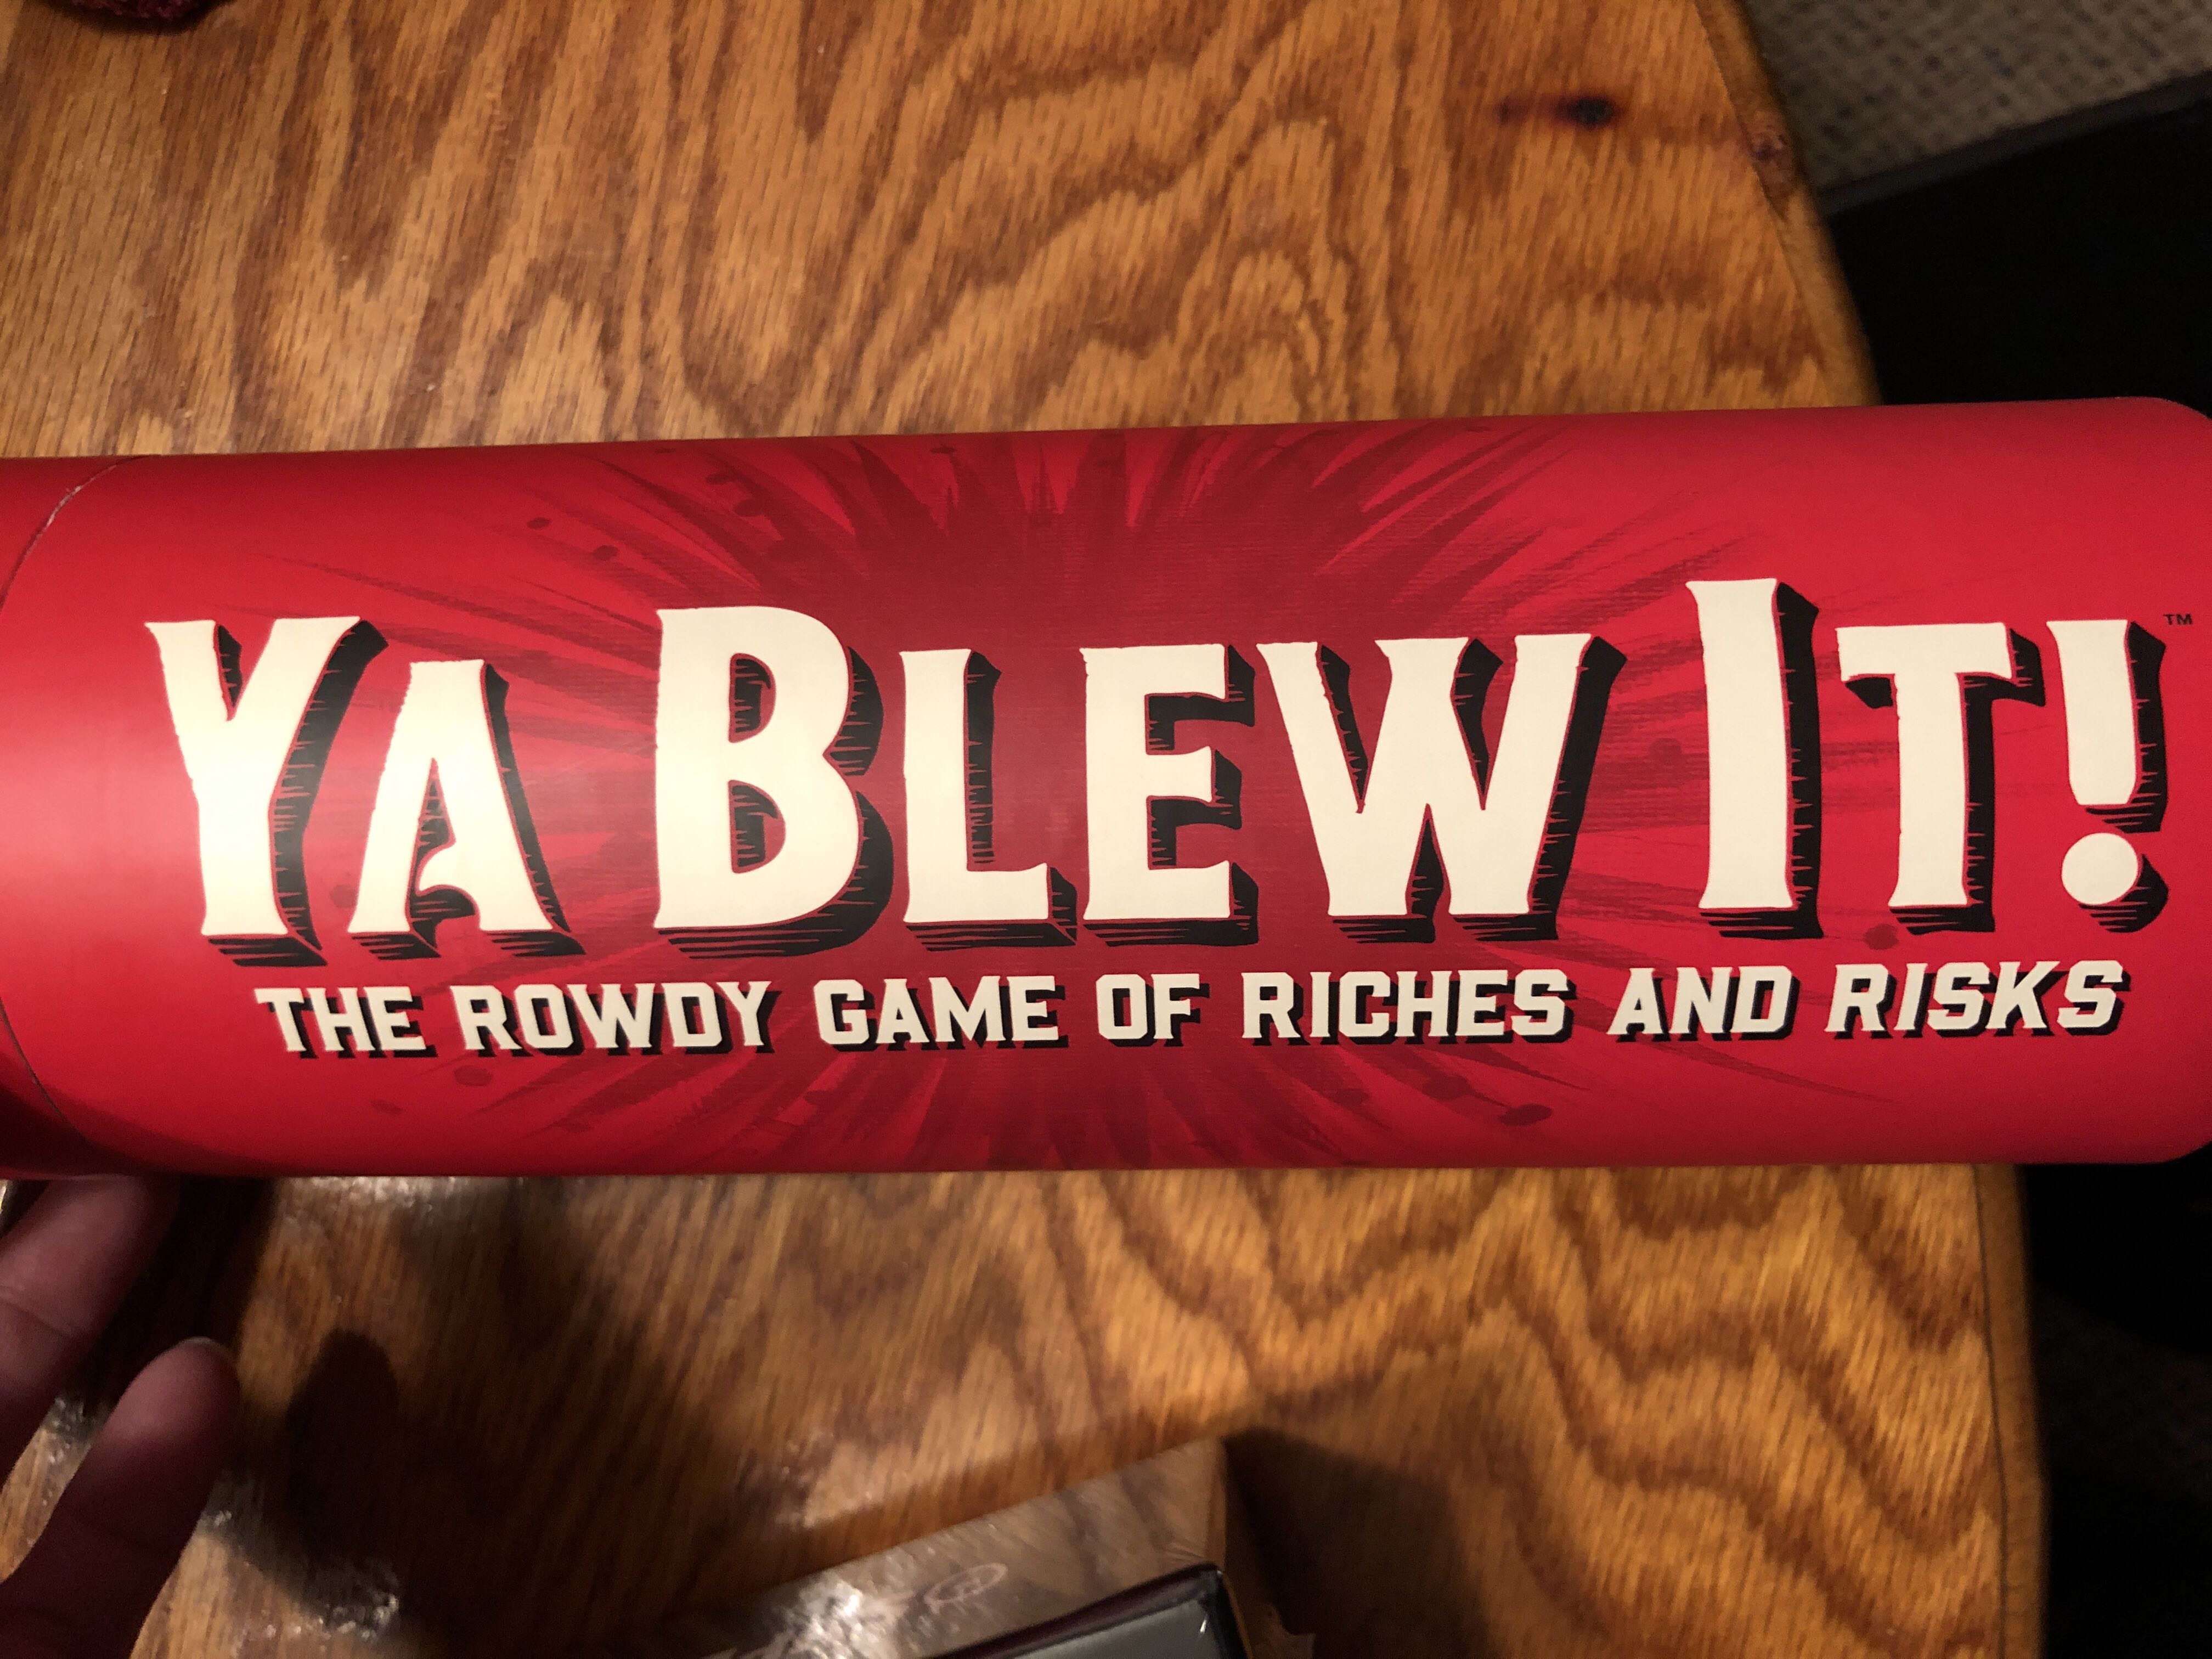 YA BLEW IT!™
THE ROWDY GAME OF RICHES AND RISKS